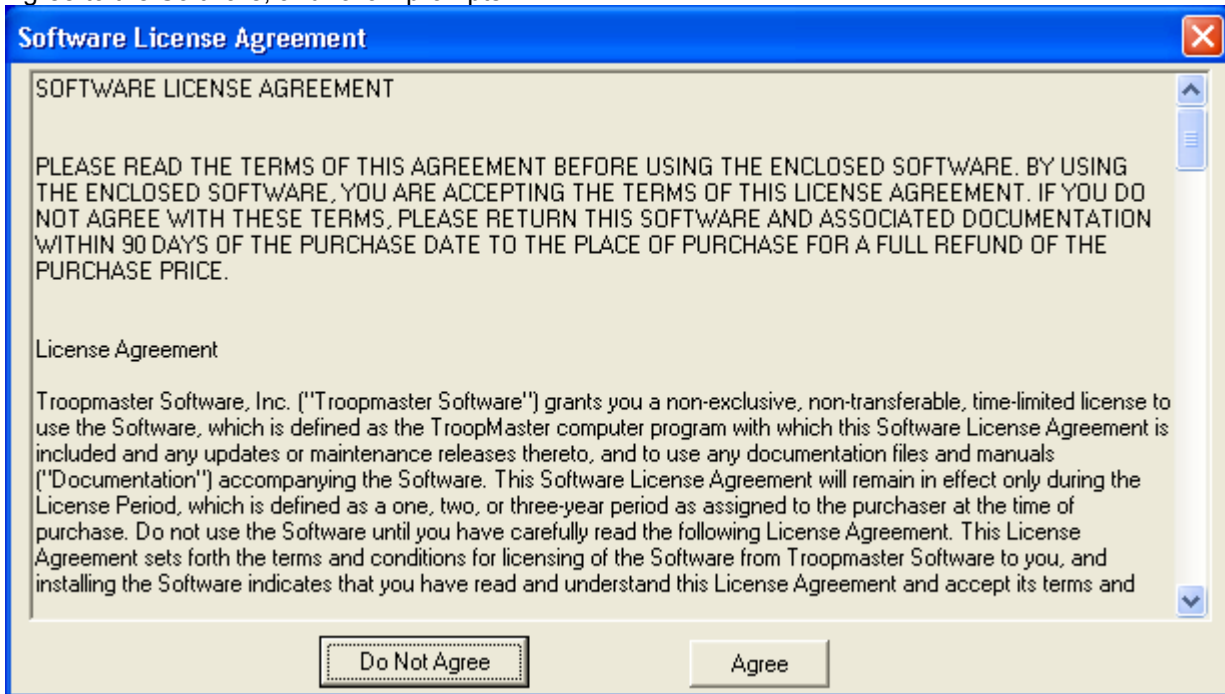 Software License Agreement
SOFTWARE LICENSE AGREEMENT
PLEASE READ THE TERMS OF THIS AGREEMENT BEFORE USING THE ENCLOSED SOFTWARE. BY USING
THE ENCLOSED SOFTWARE, YOU ARE ACCEPTING THE TERMS OF THIS LICENSE AGREEMENT. IF YOU DO
NOT AGREE WITH THESE TERMS, PLEASE RETURN THIS SOFTWARE AND ASSOCIATED DOCUMENTATION
WITHIN 90 DAYS OF THE PURCHASE DATE TO THE PLACE OF PURCHASE FOR A FULL REFUND OF THE
PURCHASE PRICE.
License Agreement
Troopmaster Software, Inc. ("Troopmaster Software") grants you a non-exclusive, non-transferable, time-limited license to
use the Software, which is defined as the TroopMaster computer program with which this Software License Agreement is
included and any updates or maintenance releases thereto, and to use any documentation files and manuals
("Documentation") accompanying the Software. This Software License Agreement will remain in effect only during the
License Period, which is defined as a one, two, or three-year period as assigned to the purchaser at the time of
purchase. Do not use the Software until you have carefully read the following License Agreement. This License
Agreement sets forth the terms and conditions for licensing of the Software from Troopmaster Software to you, and
installing the Software indicates that you have read and understand this License Agreement and accept its terms and
Do Not Agree
Agree